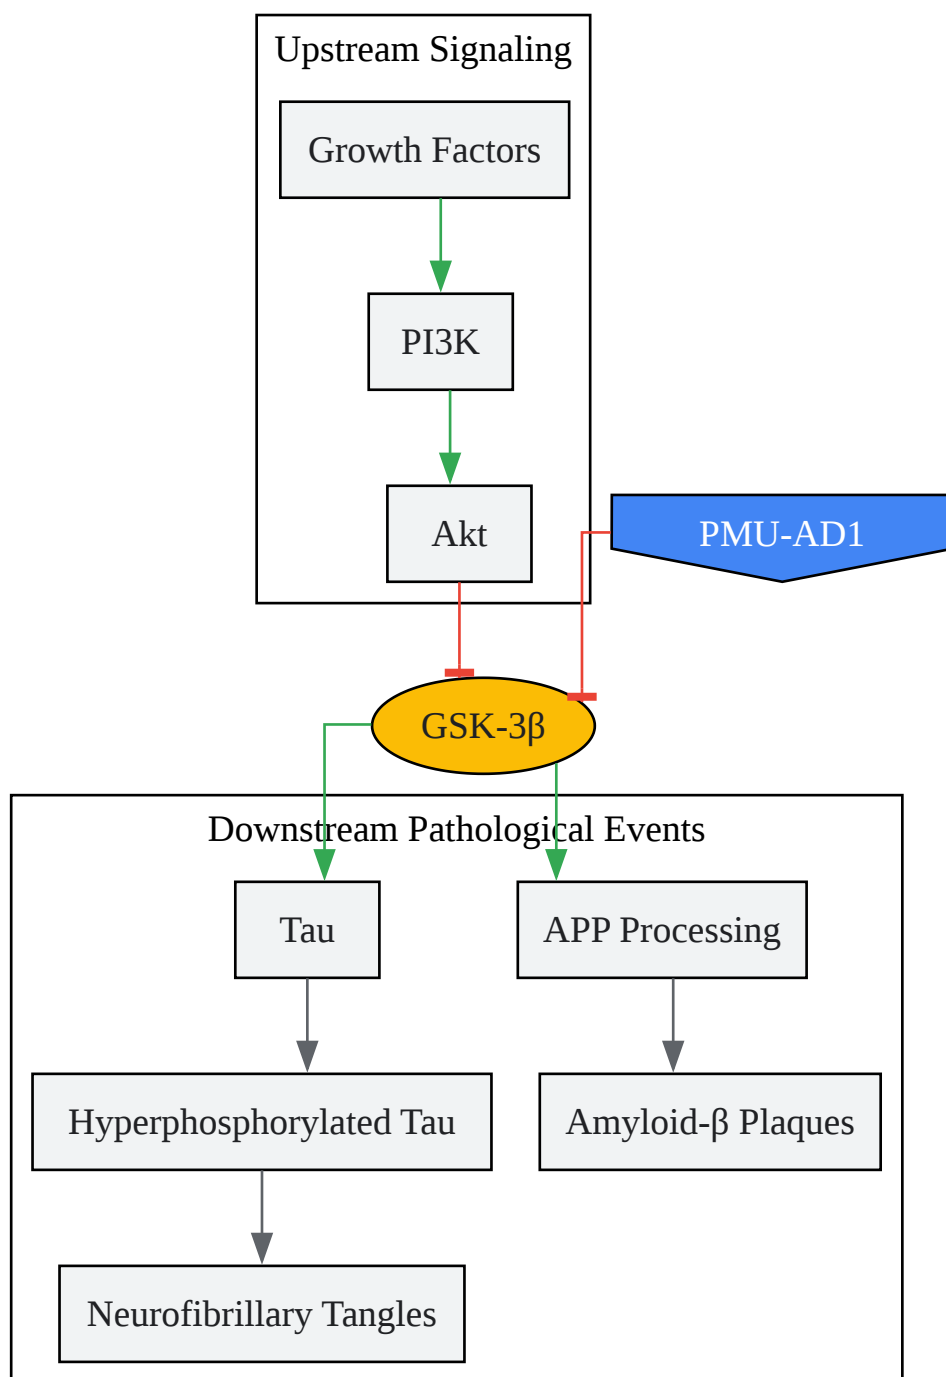 Upstream Signaling
Growth Factors
PI3K
Akt
PMU-AD1
GSK-3β
Downstream Pathological Events
Tau
APP Processing
Hyperphosphorylated Tau
Amyloid-β Plaques
Neurofibrillary Tangles